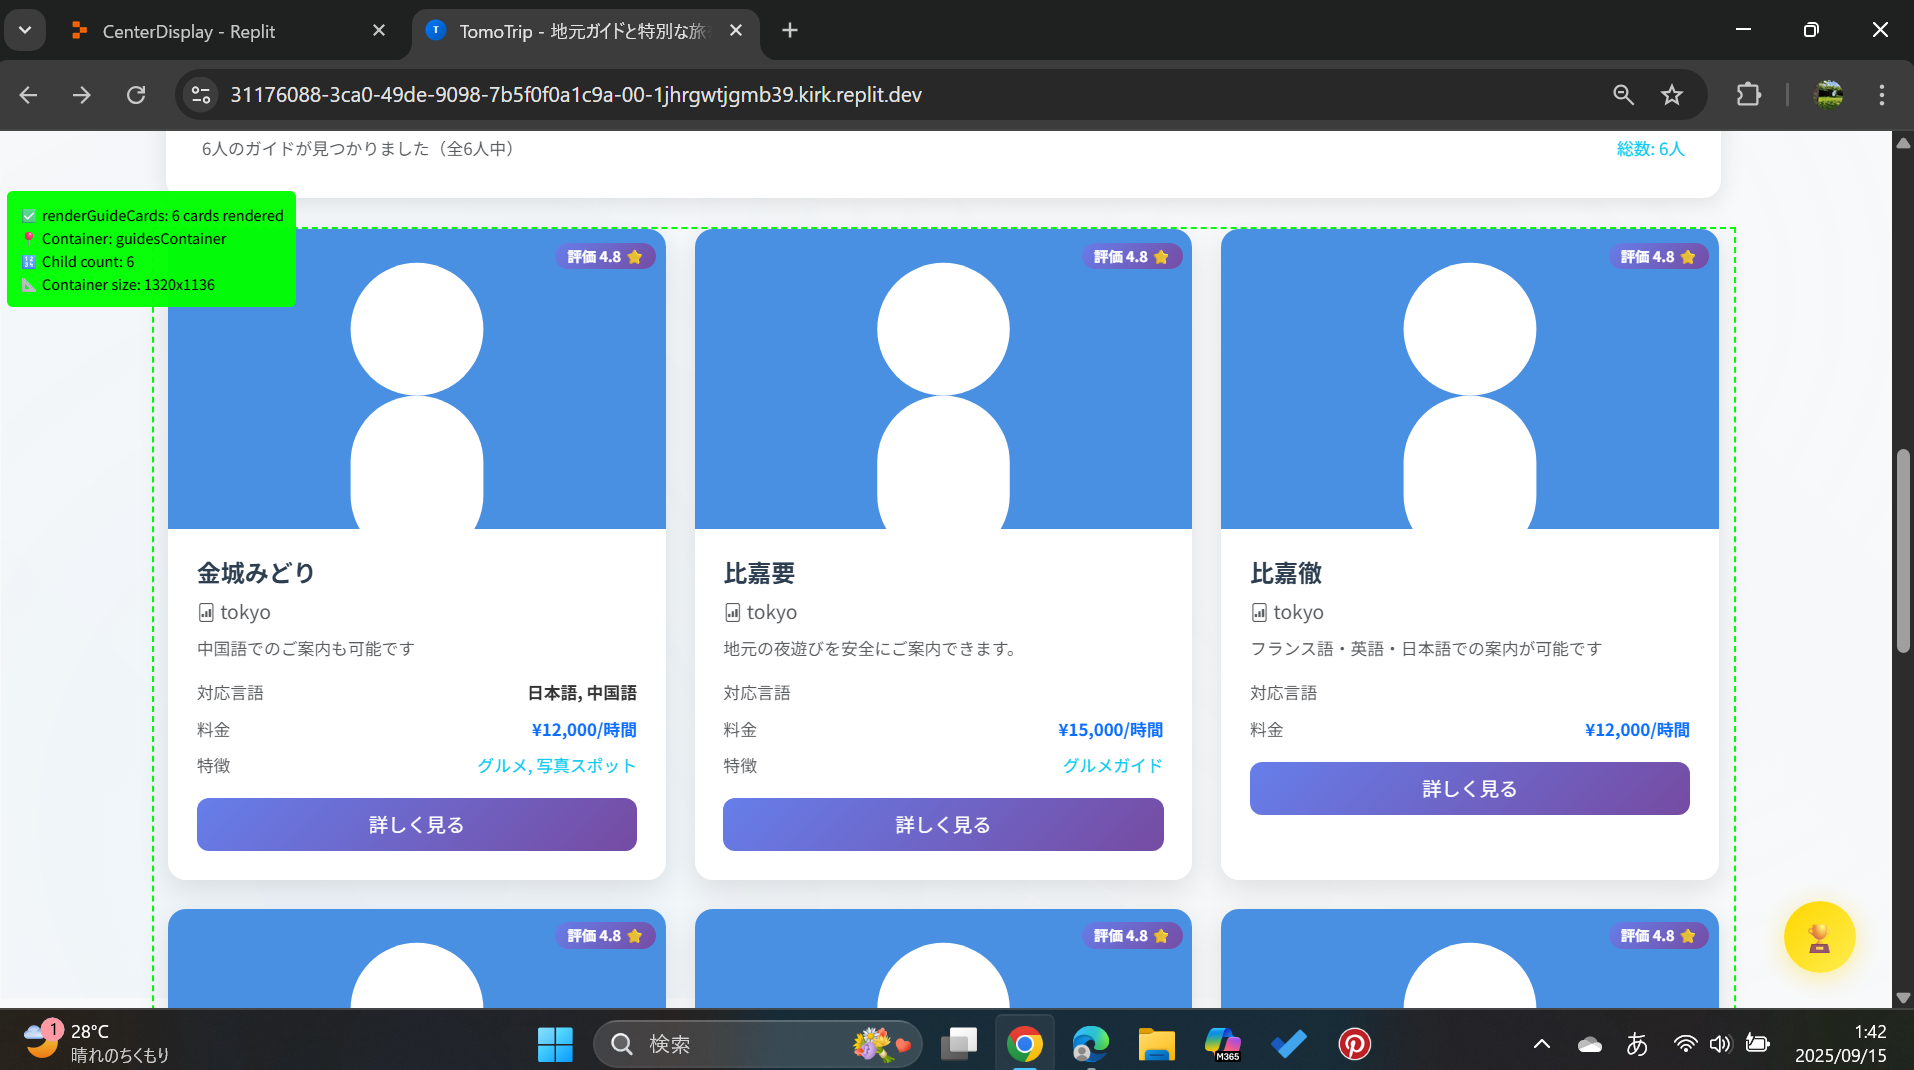 CenterDisplay - Replit
TomoTrip - 地元ガイドと特別な旅
31176088-3ca0-49de-9098-7b5f0f0a1c9a-00-1jhrgwtjgmb39.kirk.replit.dev
6人のガイドが見つかりました（全6人中）
総数: 6人
renderGuideCards: 6 cards rendered
Container: guidesContainer
Child count: 6
Container size: 1320x1136
評価 4.8
評価 4.8
評価 4.8
金城みどり
tokyo
中国語でのご案内も可能です
対応言語 日本語, 中国語
料金 ¥12,000/時間
特徴 グルメ, 写真スポット
詳しく見る
比嘉要
tokyo
地元の夜遊びを安全にご案内できます。
対応言語
料金 ¥15,000/時間
特徴 グルメガイド
詳しく見る
比嘉徹
tokyo
フランス語・英語・日本語での案内が可能です
対応言語
料金 ¥12,000/時間
詳しく見る
評価 4.8
評価 4.8
評価 4.8
1
28°C
晴れのちくもり
検索
M365
あ
1:42
2025/09/15